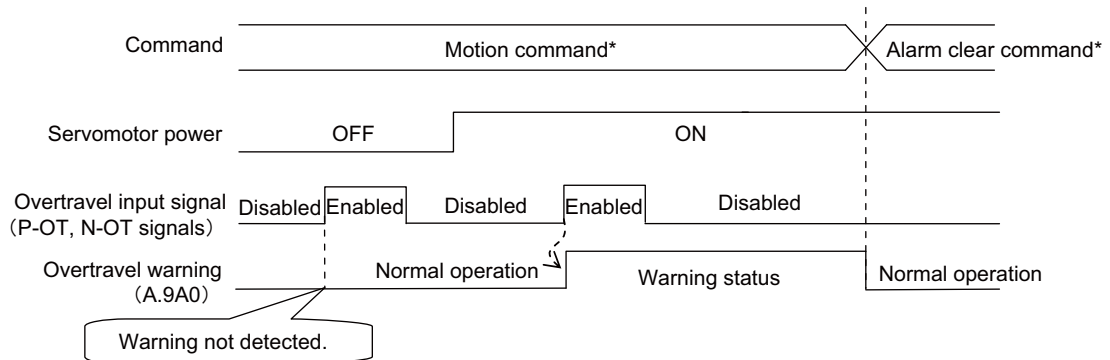 Command
Motion command*
Alarm clear command*
Servomotor power
OFF
ON
Overtravel input signal
(P-OT, N-OT signals)
Disabled
Enabled
Disabled
Enabled
Disabled
Overtravel warning
(A.9A0)
Normal operation
Warning status
Normal operation
Warning not detected.